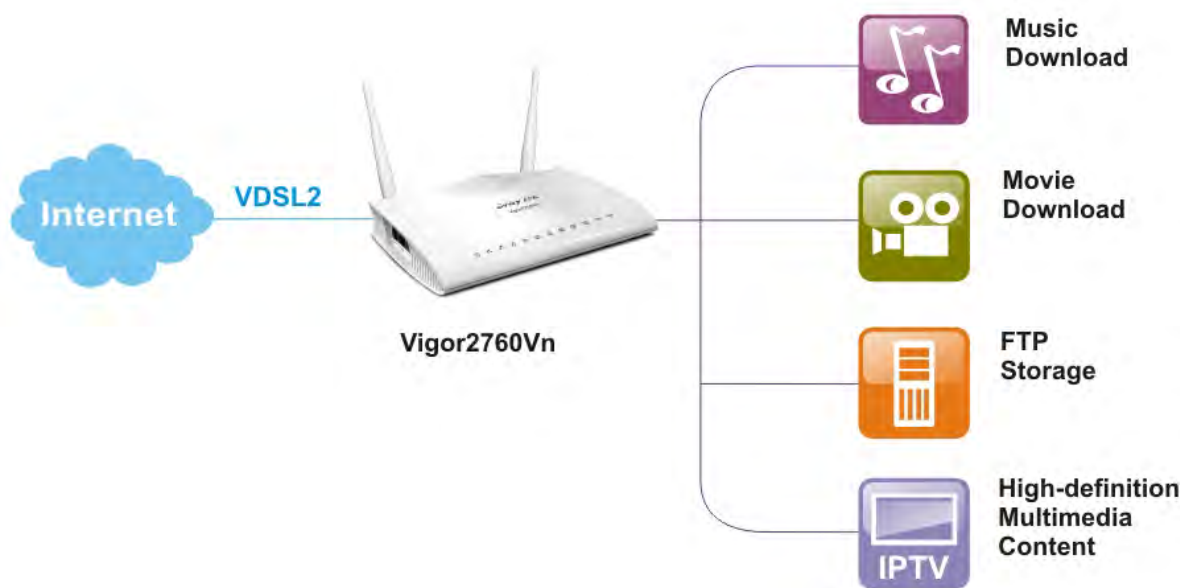 Music
Download
Internet
VDSL2
Movie
Download
Vigor2760Vn
FTP
Storage
High-definition
Multimedia
Content
IPTV